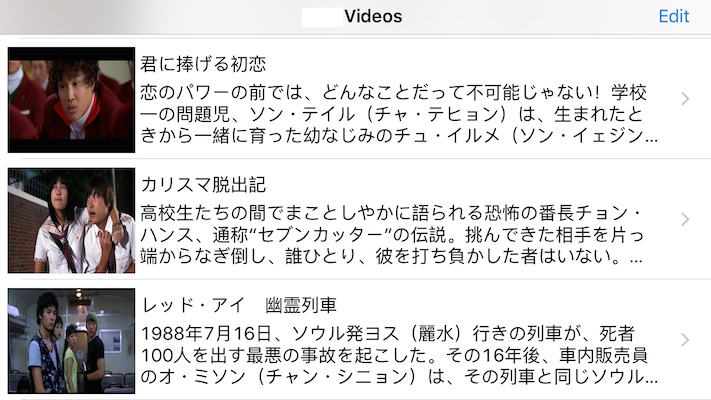 Videos
Edit
君に捧げる初恋
恋のパワーの前では、どんなことだって不可能じゃない！学校
一の問題児、ソン・テイル（チャ・テヒョン）は、生まれたと
きから一緒に育った幼なじみのチュ・イルメ（ソン・イェジン...
カリスマ脱出記
高校生たちの間でまことしやかに語られる恐怖の番長チョン・
ハンス、通称“セブンカッター”の伝説。挑んできた相手を片っ
端からなぎ倒し、誰ひとり、彼を打ち負かした者はいない。...
レッド・アイ　幽霊列車
1988年7月16日、ソウル発ヨス（麗水）行きの列車が、死者
100人を出す最悪の事故を起こした。その16年後、車内販売員
のオ・ミソン（チャン・シニョン）は、その列車と同じソウル...